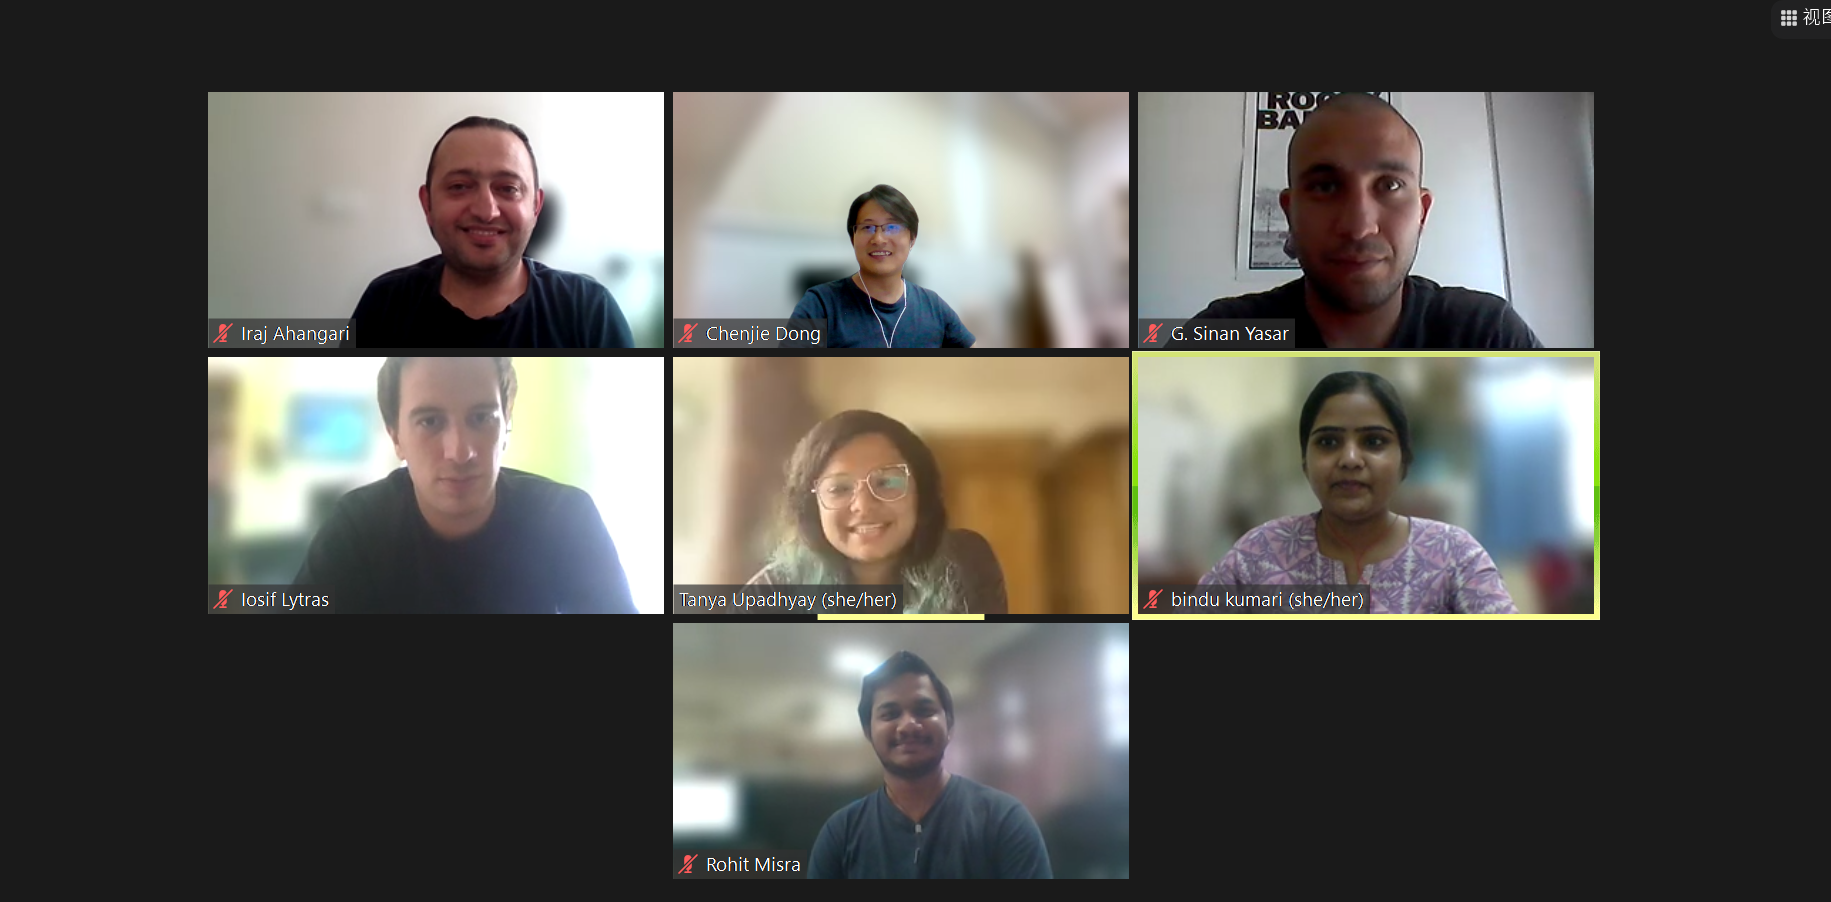 视图
Iraj Ahangari
Chenjie Dong
G. Sinan Yasar
Iosif Lytras
Tanya Upadhyay (she/her)
bindu kumari (she/her)
Rohit Misra